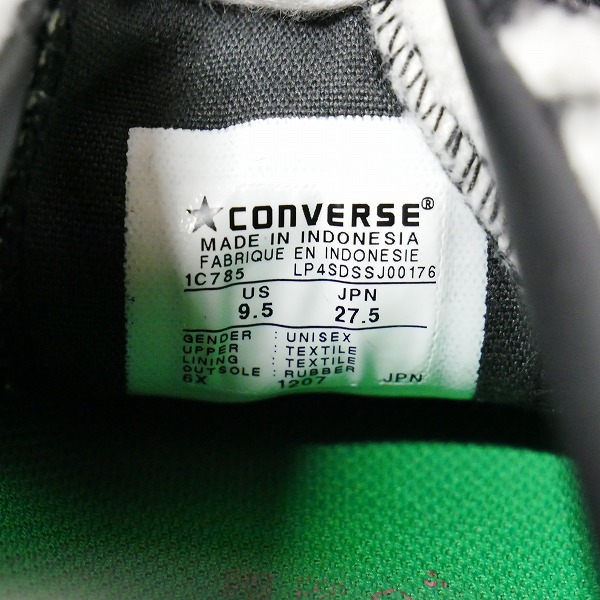 CONVERSE®
MADE IN INDONESIA
FABRIQUE EN INDONESIE
1C785 LP4SDSSJ00176
US JPN
9.5 27.5
GENDER : UNISEX
UPPER : TEXTILE
LINING : TEXTILE
OUTSOLE : RUBBER
6X 1207 JPN